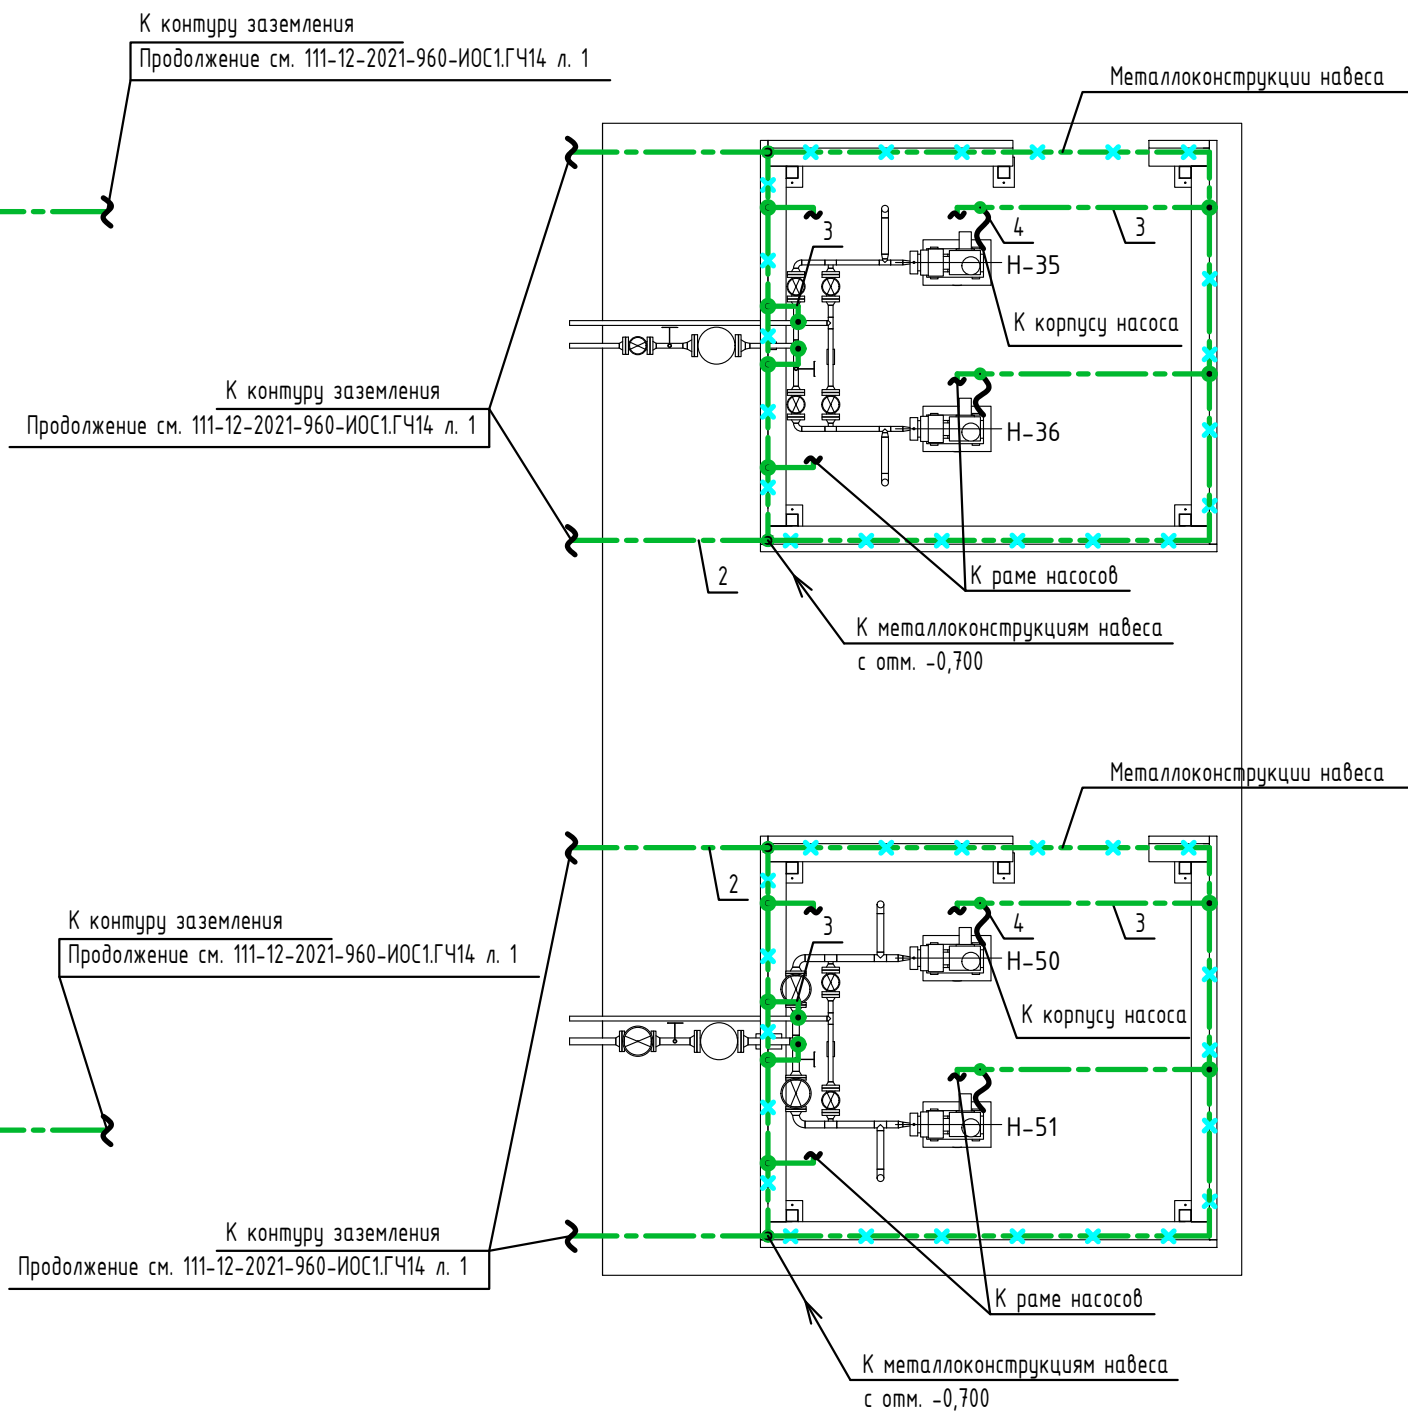 К контуру заземления
Продолжение см. 111-12-2021-960-ИОС1.ГЧ14 л. 1
Металлоконструкции навеса
3
4
3
Н-35
К корпусу насоса
К контуру заземления
Продолжение см. 111-12-2021-960-ИОС1.ГЧ14 л. 1
Н-36
2
К раме насосов
К металлоконструкциям навеса
с отм. -0,700
Металлоконструкции навеса
2
К контуру заземления
Продолжение см. 111-12-2021-960-ИОС1.ГЧ14 л. 1
3
4
3
Н-50
К корпусу насоса
Н-51
К контуру заземления
Продолжение см. 111-12-2021-960-ИОС1.ГЧ14 л. 1
К раме насосов
К металлоконструкциям навеса
с отм. -0,700